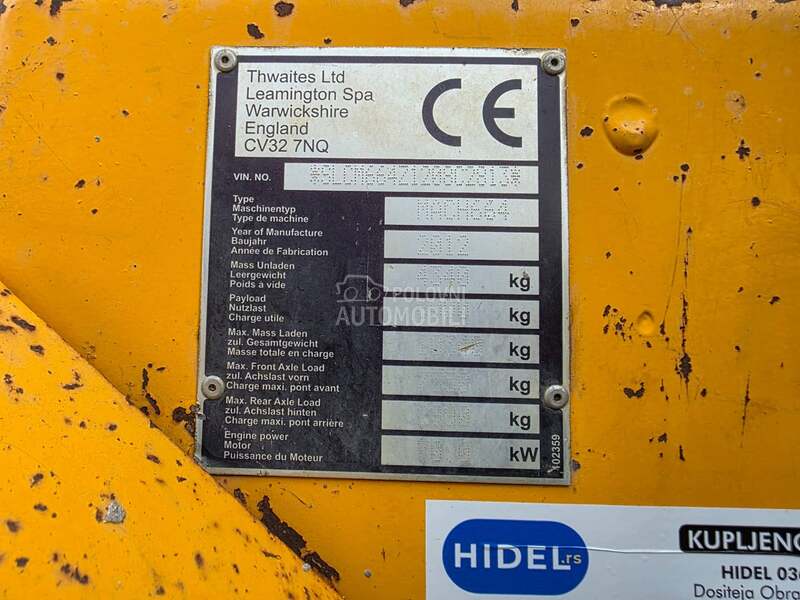 Thwaites Ltd
Leamington Spa
Warwickshire
England
CV32 7NQ
CE
VIN. NO.
Type
Maschinentyp
Type de machine
MMCH604
Year of Manufacture
Baujahr
Année de Fabrication
2012
Mass Unladen
Leergewicht
Poids à vide
kg
Payload
Nutzlast
Charge utile
kg
Max. Mass Laden
zul. Gesamtgewicht
Masse totale en charge
kg
Max. Front Axle Load
zul. Achslast vorn
Charge maxi. pont avant
kg
Max. Rear Axle Load
zul. Achslast hinten
Charge maxi. pont arrière
kg
Engine power
Motor
Puissance du Moteur
kW
102359
POLOVNI
AUTOMOBILI
HIDEL.rs
KUPLJENO
HIDEL 03
Dositeja Obra